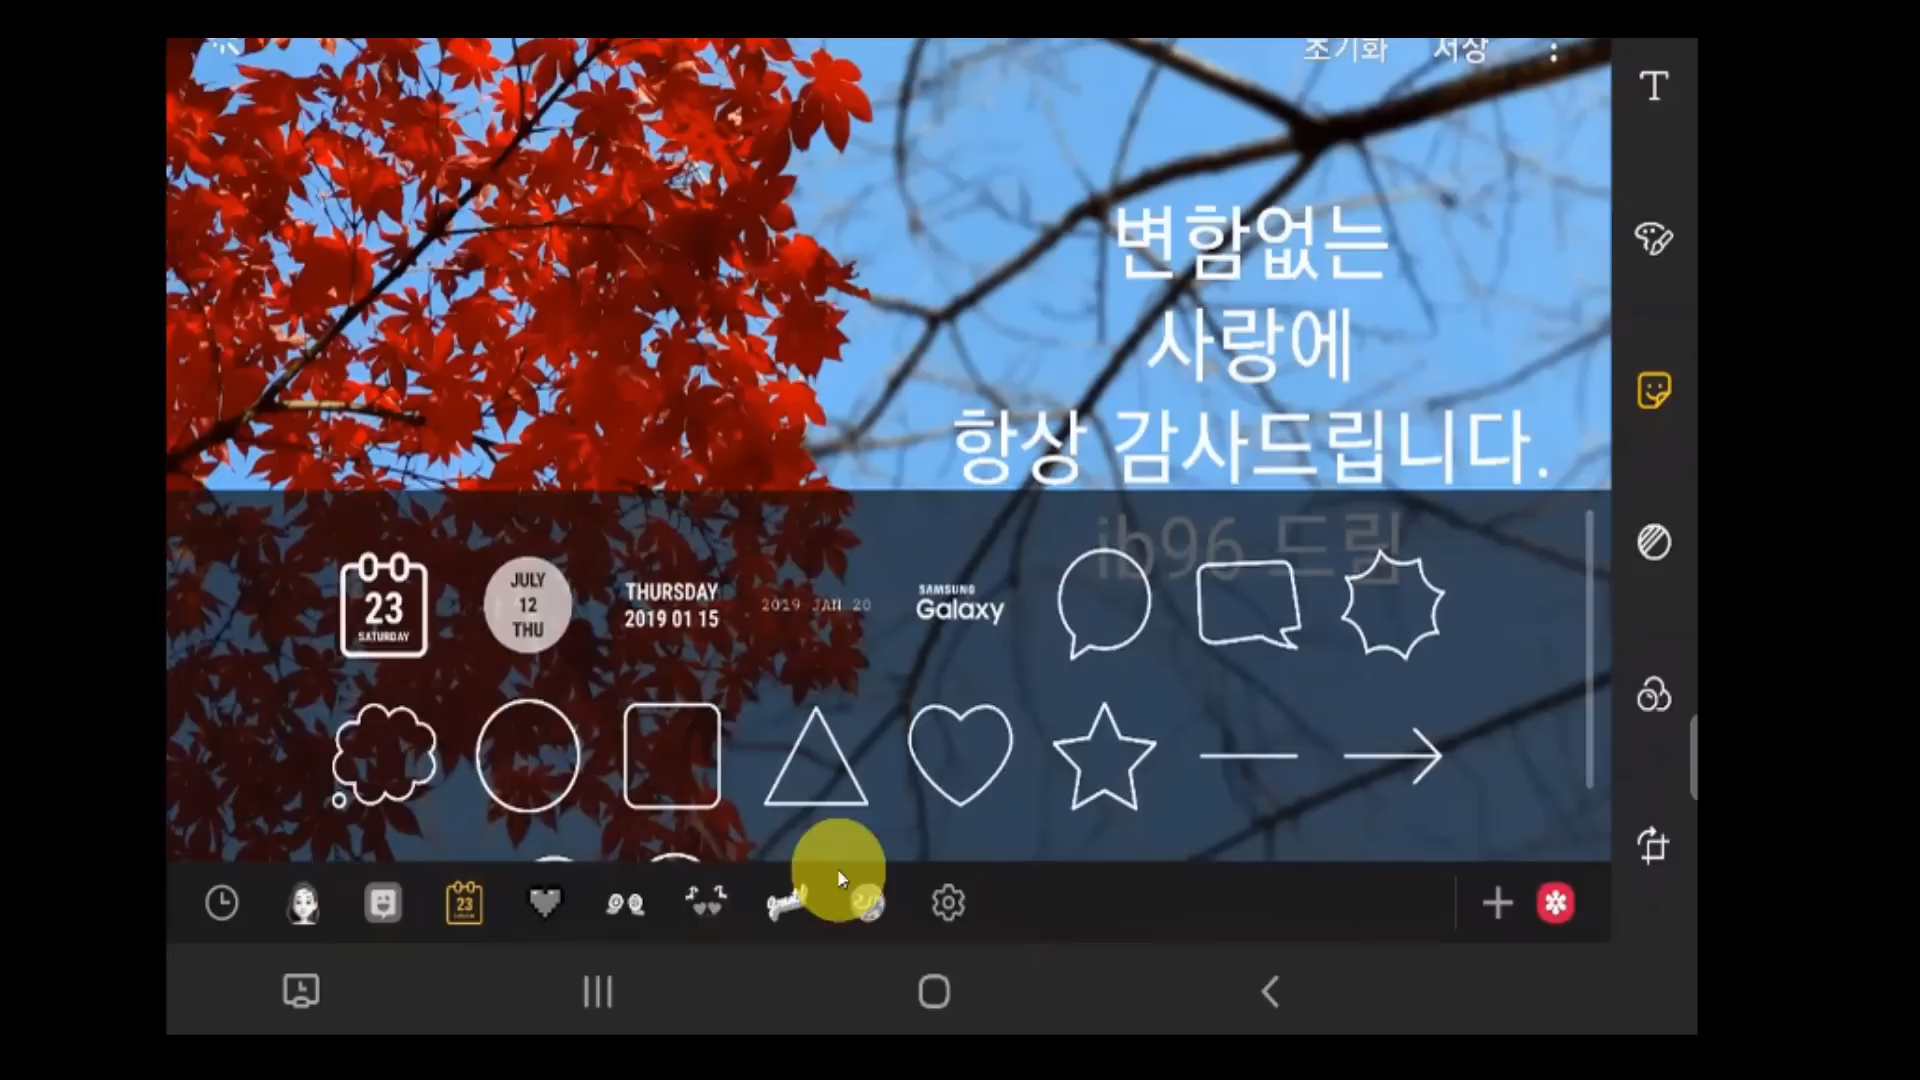 초기화 저장
변함없는
사랑에
항상 감사드립니다.
ib96 드림
23
SATURDAY
JULY
12
THU
THURSDAY
2019 01 15
2019 JAN 20
SAMSUNG
Galaxy
23